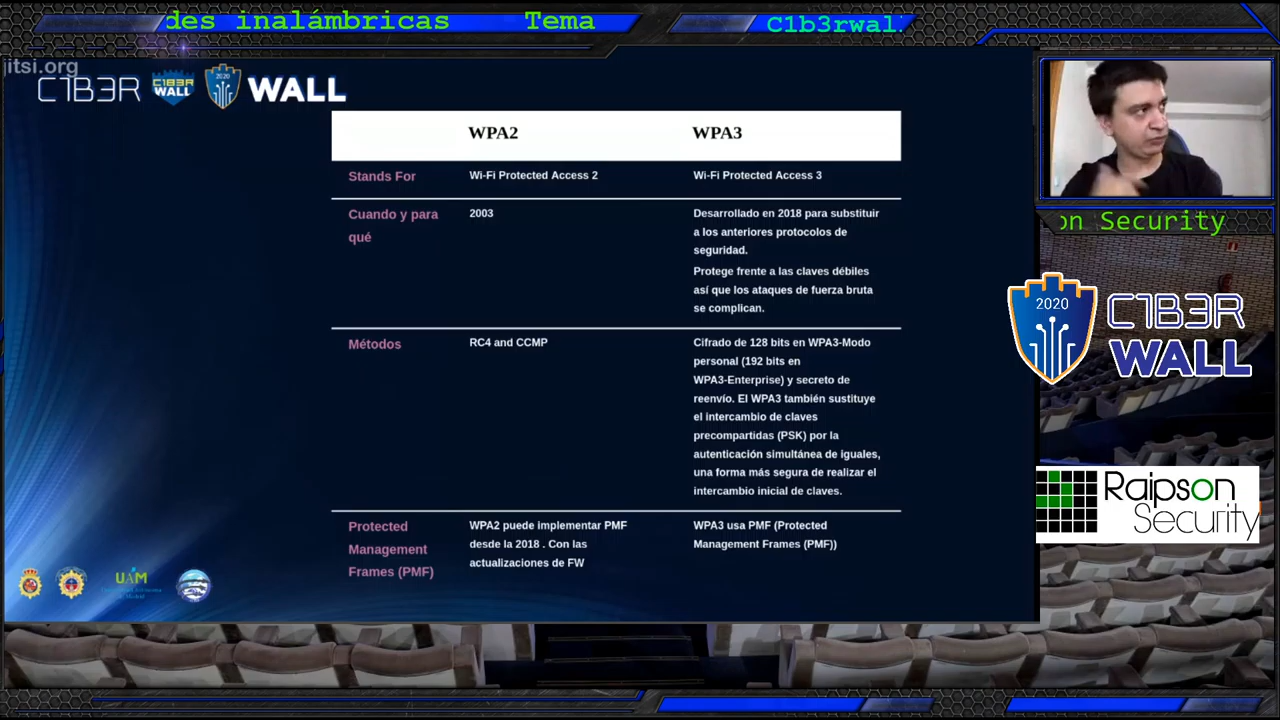 des inalámbricas Tema
C1b3rwal
jitsi.org
C1B3R C1B3R WALL 2020 WALL
WPA2 WPA3
Stands For Wi-Fi Protected Access 2 Wi-Fi Protected Access 3
Cuando y para 2003 Desarrollado en 2018 para substituir
a los anteriores protocolos de
qué
seguridad.
Protege frente a las claves débiles
así que los ataques de fuerza bruta
se complican.
Métodos RC4 and CCMP Cifrado de 128 bits en WPA3-Modo
personal (192 bits en
WPA3-Enterprise) y secreto de
reenvío. El WPA3 también sustituye
el intercambio de claves
precompartidas (PSK) por la
autenticación simultánea de iguales,
una forma más segura de realizar el
intercambio inicial de claves.
Protected WPA2 puede implementar PMF WPA3 usa PMF (Protected
Management desde la 2018 . Con las Management Frames (PMF))
Frames (PMF) actualizaciones de FW
UAM
on Security
2020 C1B3R
WALL
Raipson
Security